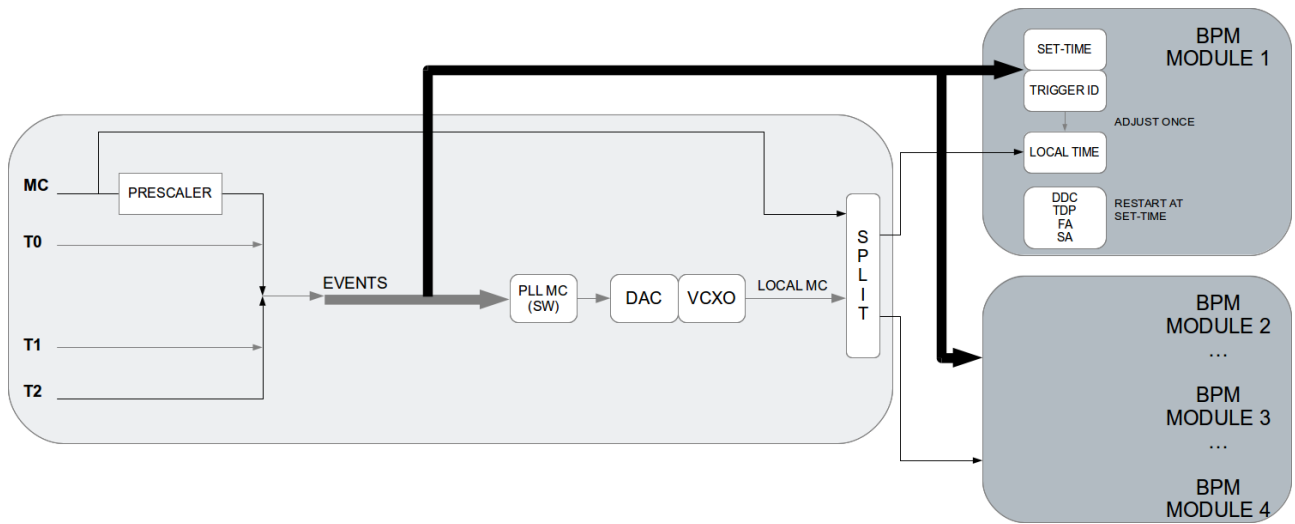 MC
PRESCALER
T0
T1
T2
EVENTS
PLL MC
(SW)
DAC
VCXO
LOCAL MC
S
P
L
I
T
BPM
MODULE 1
SET-TIME
TRIGGER ID
ADJUST ONCE
LOCAL TIME
DDC
TDP
FA
SA
RESTART AT
SET-TIME
BPM
MODULE 2
...
BPM
MODULE 3
...
BPM
MODULE 4